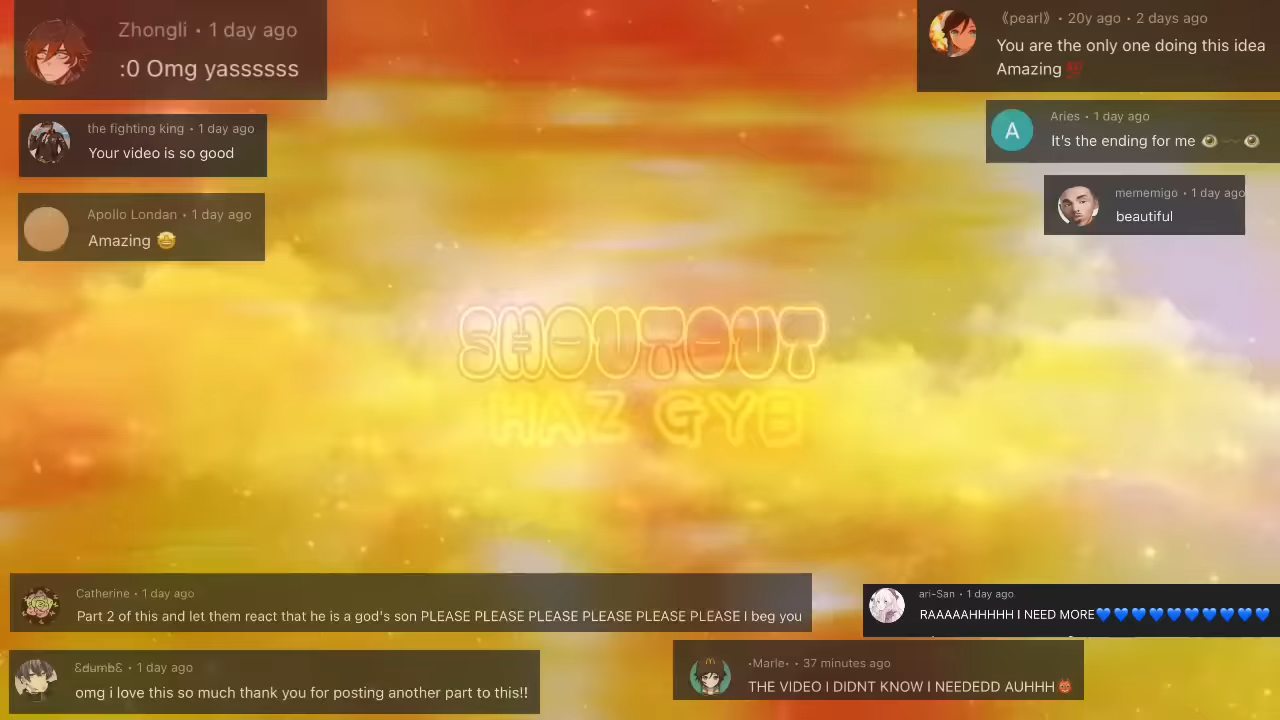 Zhongli • 1 day ago
:0 Omg yassssss
the fighting king • 1 day ago
Your video is so good
Apollo Londan • 1 day ago
Amazing 🤩
《pearl》 • 20y ago • 2 days ago
You are the only one doing this idea
Amazing 💯
Aries • 1 day ago
A
It's the ending for me 👁️〰️👁️
mememigo • 1 day ago
beautiful
SHOUTOUT
HAZ GYB
Catherine • 1 day ago
Part 2 of this and let them react that he is a god's son PLEASE PLEASE PLEASE PLEASE PLEASE PLEASE I beg you
ari-San • 1 day ago
RAAAAAHHHHH I NEED MORE💙💙💙💙💙💙💙💙💙💙
&dumb& • 1 day ago
omg i love this so much thank you for posting another part to this!!
•Marle• • 37 minutes ago
THE VIDEO I DIDNT KNOW I NEEDEDD AUHHH👹